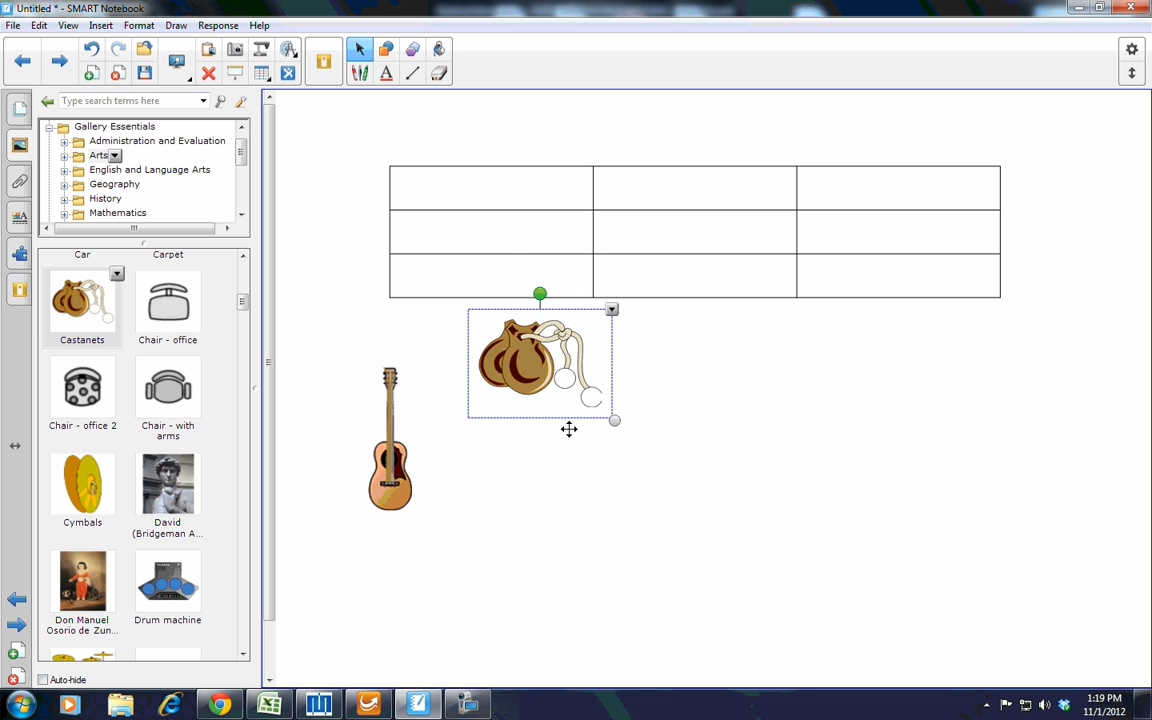 Untitled * - SMART Notebook
File Edit View Insert Format Draw Response Help
Type search terms here
Gallery Essentials
Administration and Evaluation
Arts
English and Language Arts
Geography
History
Mathematics
Car Carpet
Castanets Chair - office
Chair - office 2 Chair - with
arms
Cymbals David
(Bridgeman A...
Don Manuel Drum machine
Osorio de Zun...
Auto-hide
1:19 PM
11/1/2012